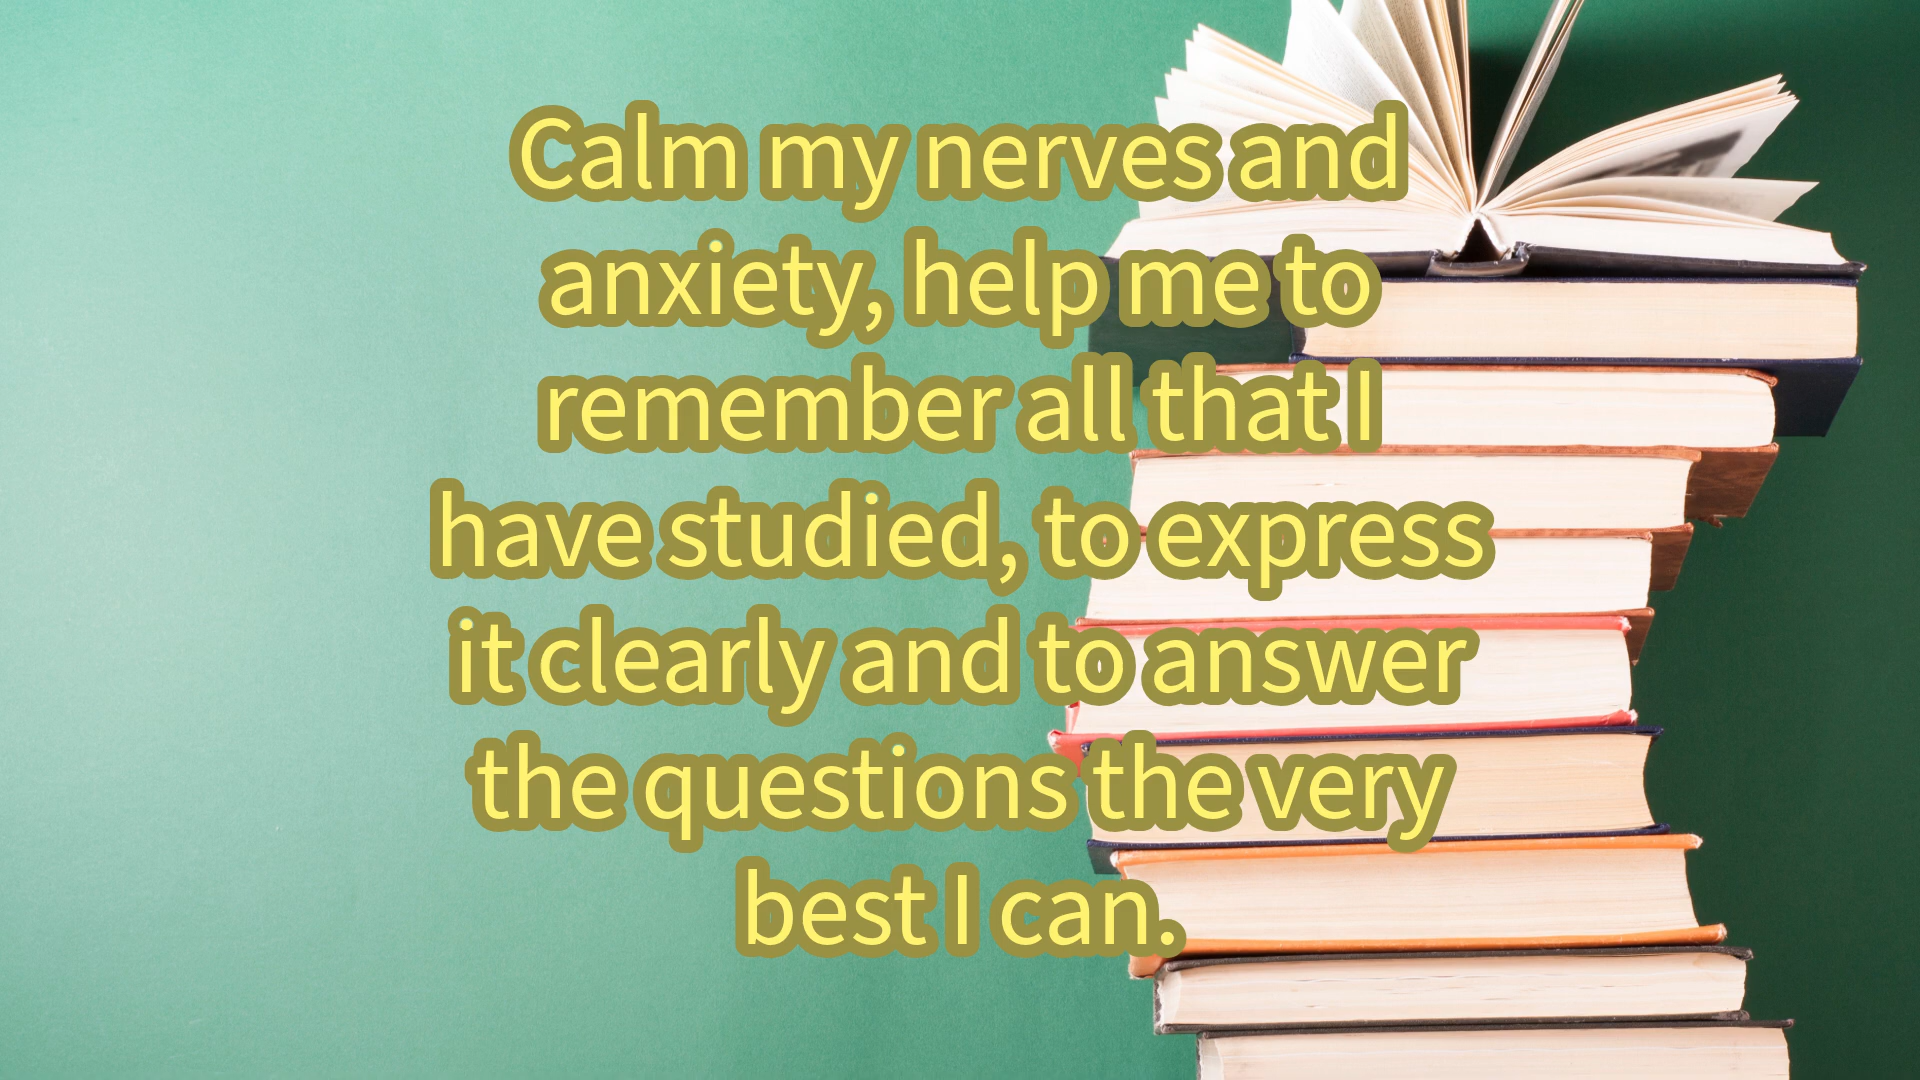 Calm my nerves and
anxiety, help me to
remember all that I
have studied, to express
it clearly and to answer
the questions the very
best I can.